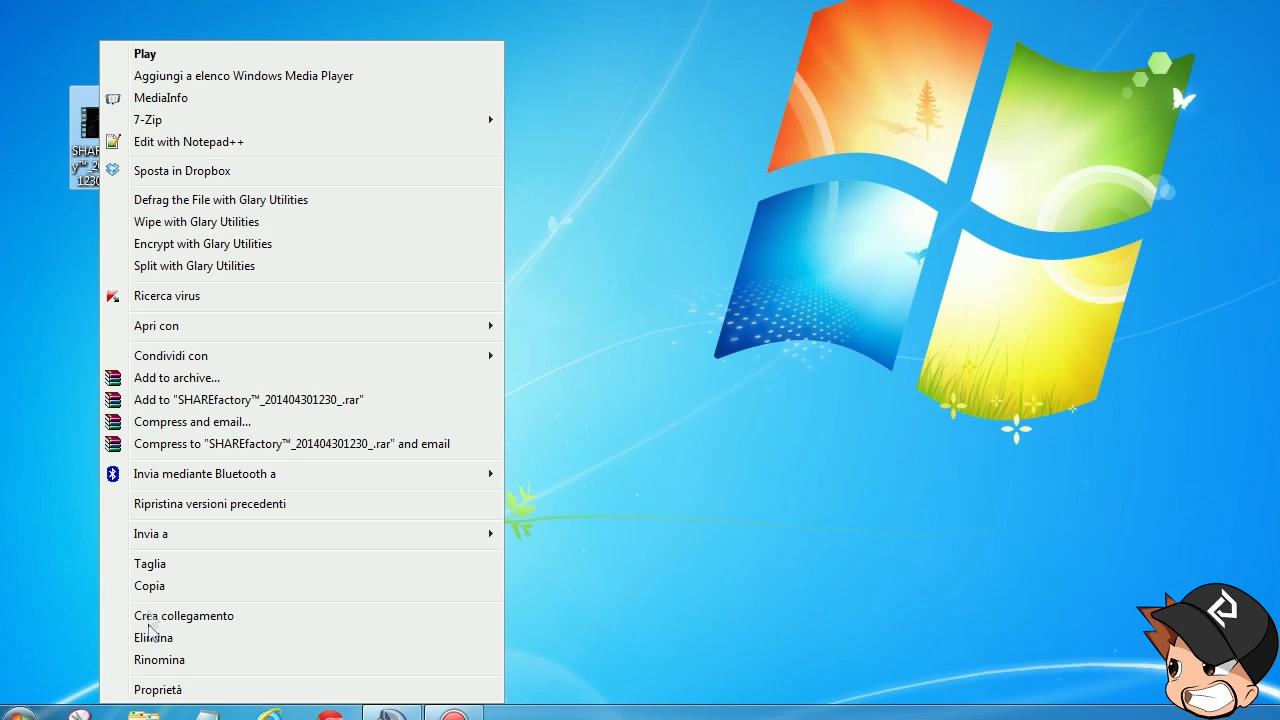 Play
Aggiungi a elenco Windows Media Player
MediaInfo
7-Zip
Edit with Notepad++
Sposta in Dropbox
Defrag the File with Glary Utilities
Wipe with Glary Utilities
Encrypt with Glary Utilities
Split with Glary Utilities
Ricerca virus
Apri con
Condividi con
Add to archive...
Add to "SHAREfactory™_201404301230_.rar"
Compress and email...
Compress to "SHAREfactory™_201404301230_.rar" and email
Invia mediante Bluetooth a
Ripristina versioni precedenti
Invia a
Taglia
Copia
Crea collegamento
Elimina
Rinomina
Proprietà